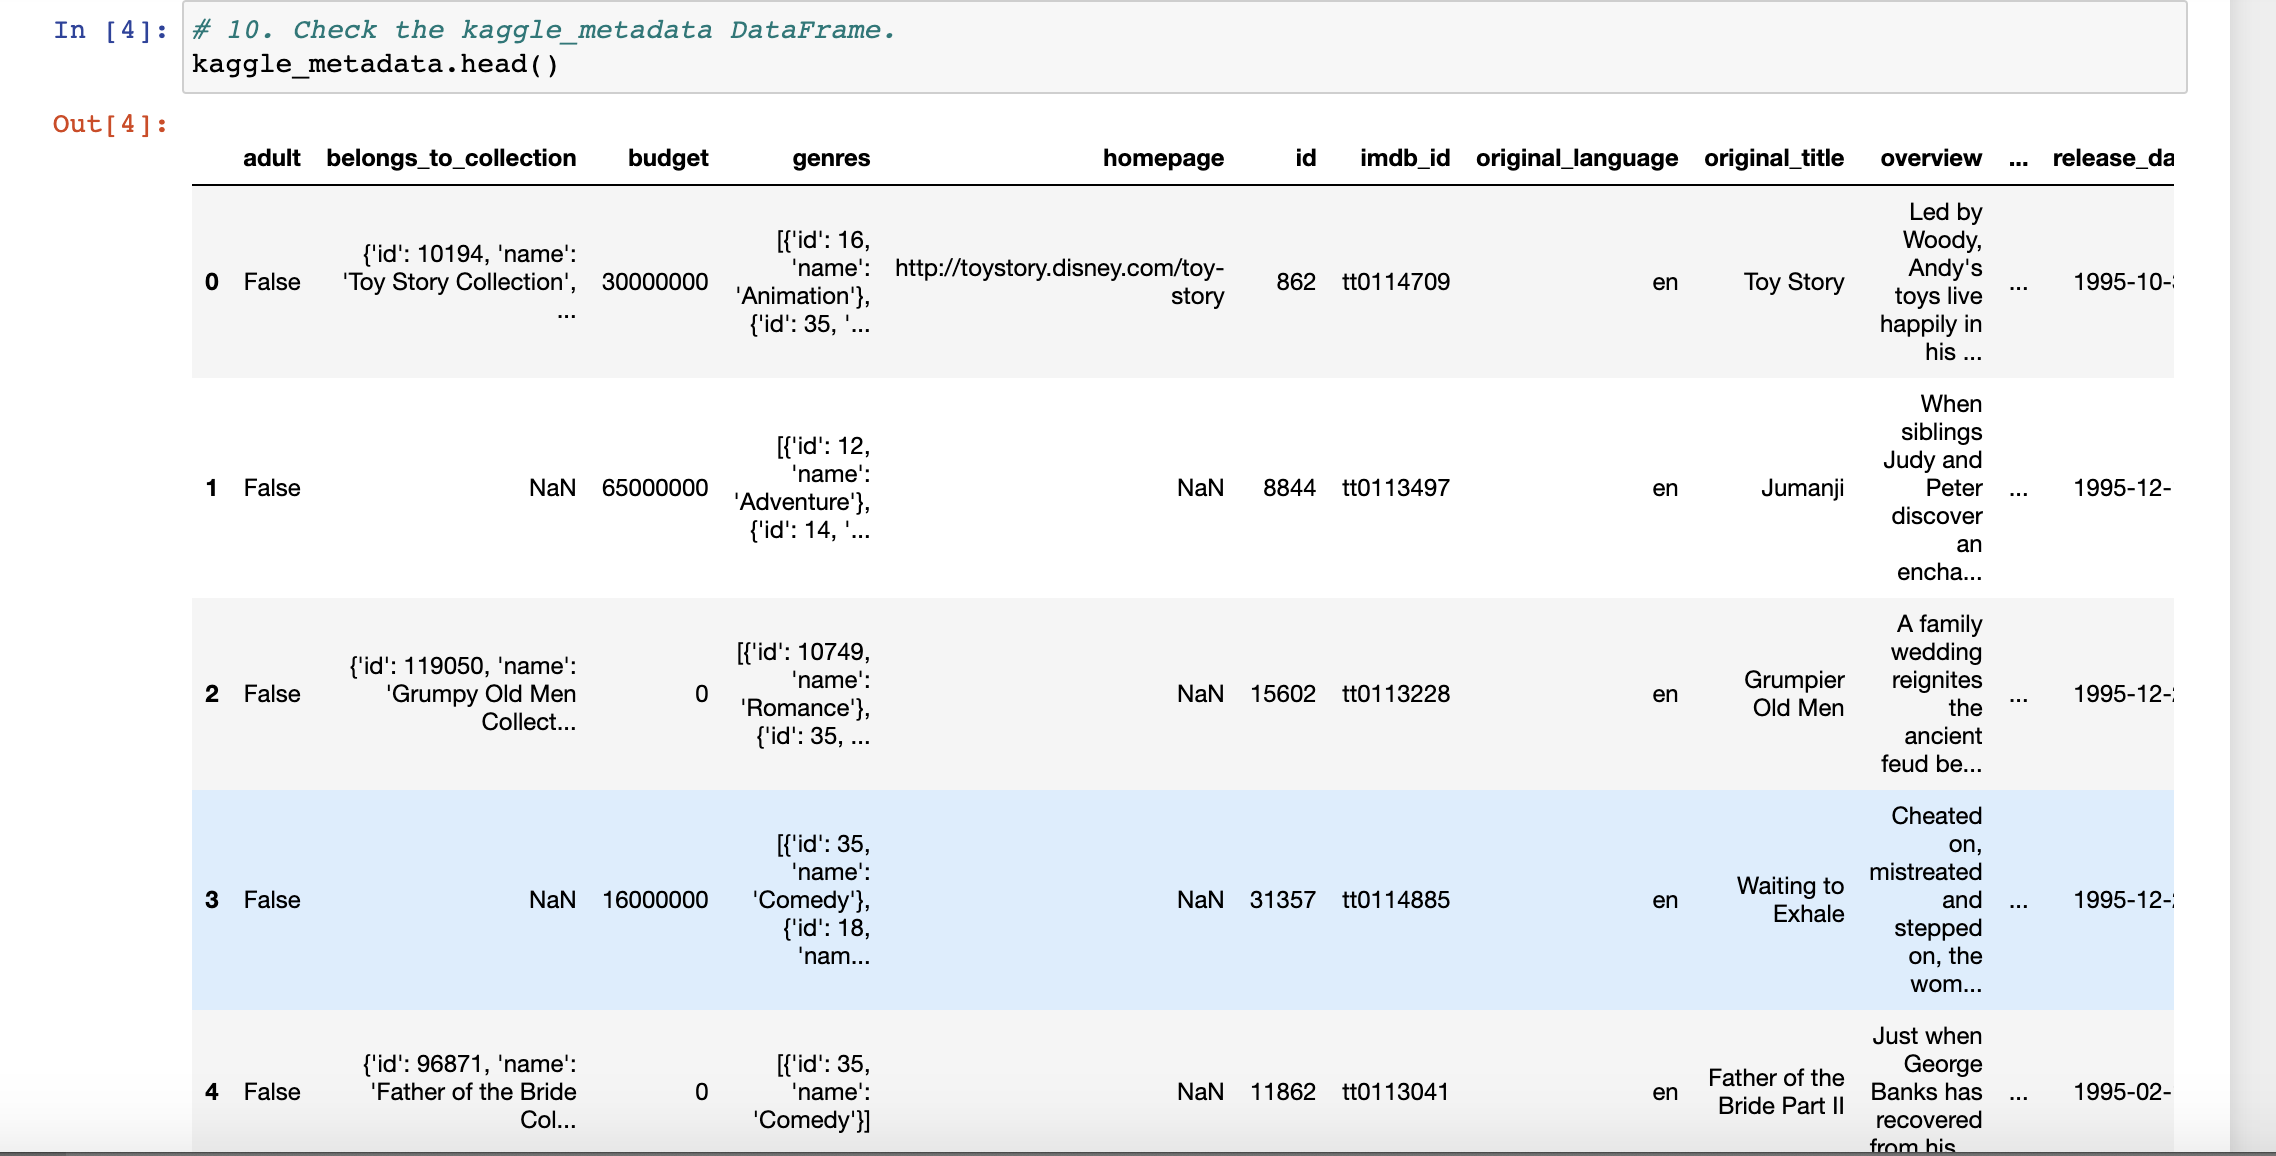 In [4]: # 10. Check the kaggle_metadata DataFrame.
kaggle_metadata.head()
Out[4]:
adult belongs_to_collection budget genres homepage id imdb_id original_language original_title overview ... release_da
0 False {'id': 10194, 'name': 'Toy Story Collection', ... 30000000 [{'id': 16, 'name': 'Animation'}, {'id': 35, '... http://toystory.disney.com/toy-story 862 tt0114709 en Toy Story Led by Woody, Andy's toys live happily in his ... ... 1995-10-
1 False NaN 65000000 [{'id': 12, 'name': 'Adventure'}, {'id': 14, '... NaN 8844 tt0113497 en Jumanji When siblings Judy and Peter discover an encha... ... 1995-12-
2 False {'id': 119050, 'name': 'Grumpy Old Men Collect... 0 [{'id': 10749, 'name': 'Romance'}, {'id': 35, ... NaN 15602 tt0113228 en Grumpier Old Men A family wedding reignites the ancient feud be... ... 1995-12-
3 False NaN 16000000 [{'id': 35, 'name': 'Comedy'}, {'id': 18, 'nam... NaN 31357 tt0114885 en Waiting to Exhale Cheated on, mistreated and stepped on, the wom... ... 1995-12-
4 False {'id': 96871, 'name': 'Father of the Bride Col... 0 [{'id': 35, 'name': 'Comedy'}] NaN 11862 tt0113041 en Father of the Bride Part II Just when George Banks has recovered from his ... 1995-02-